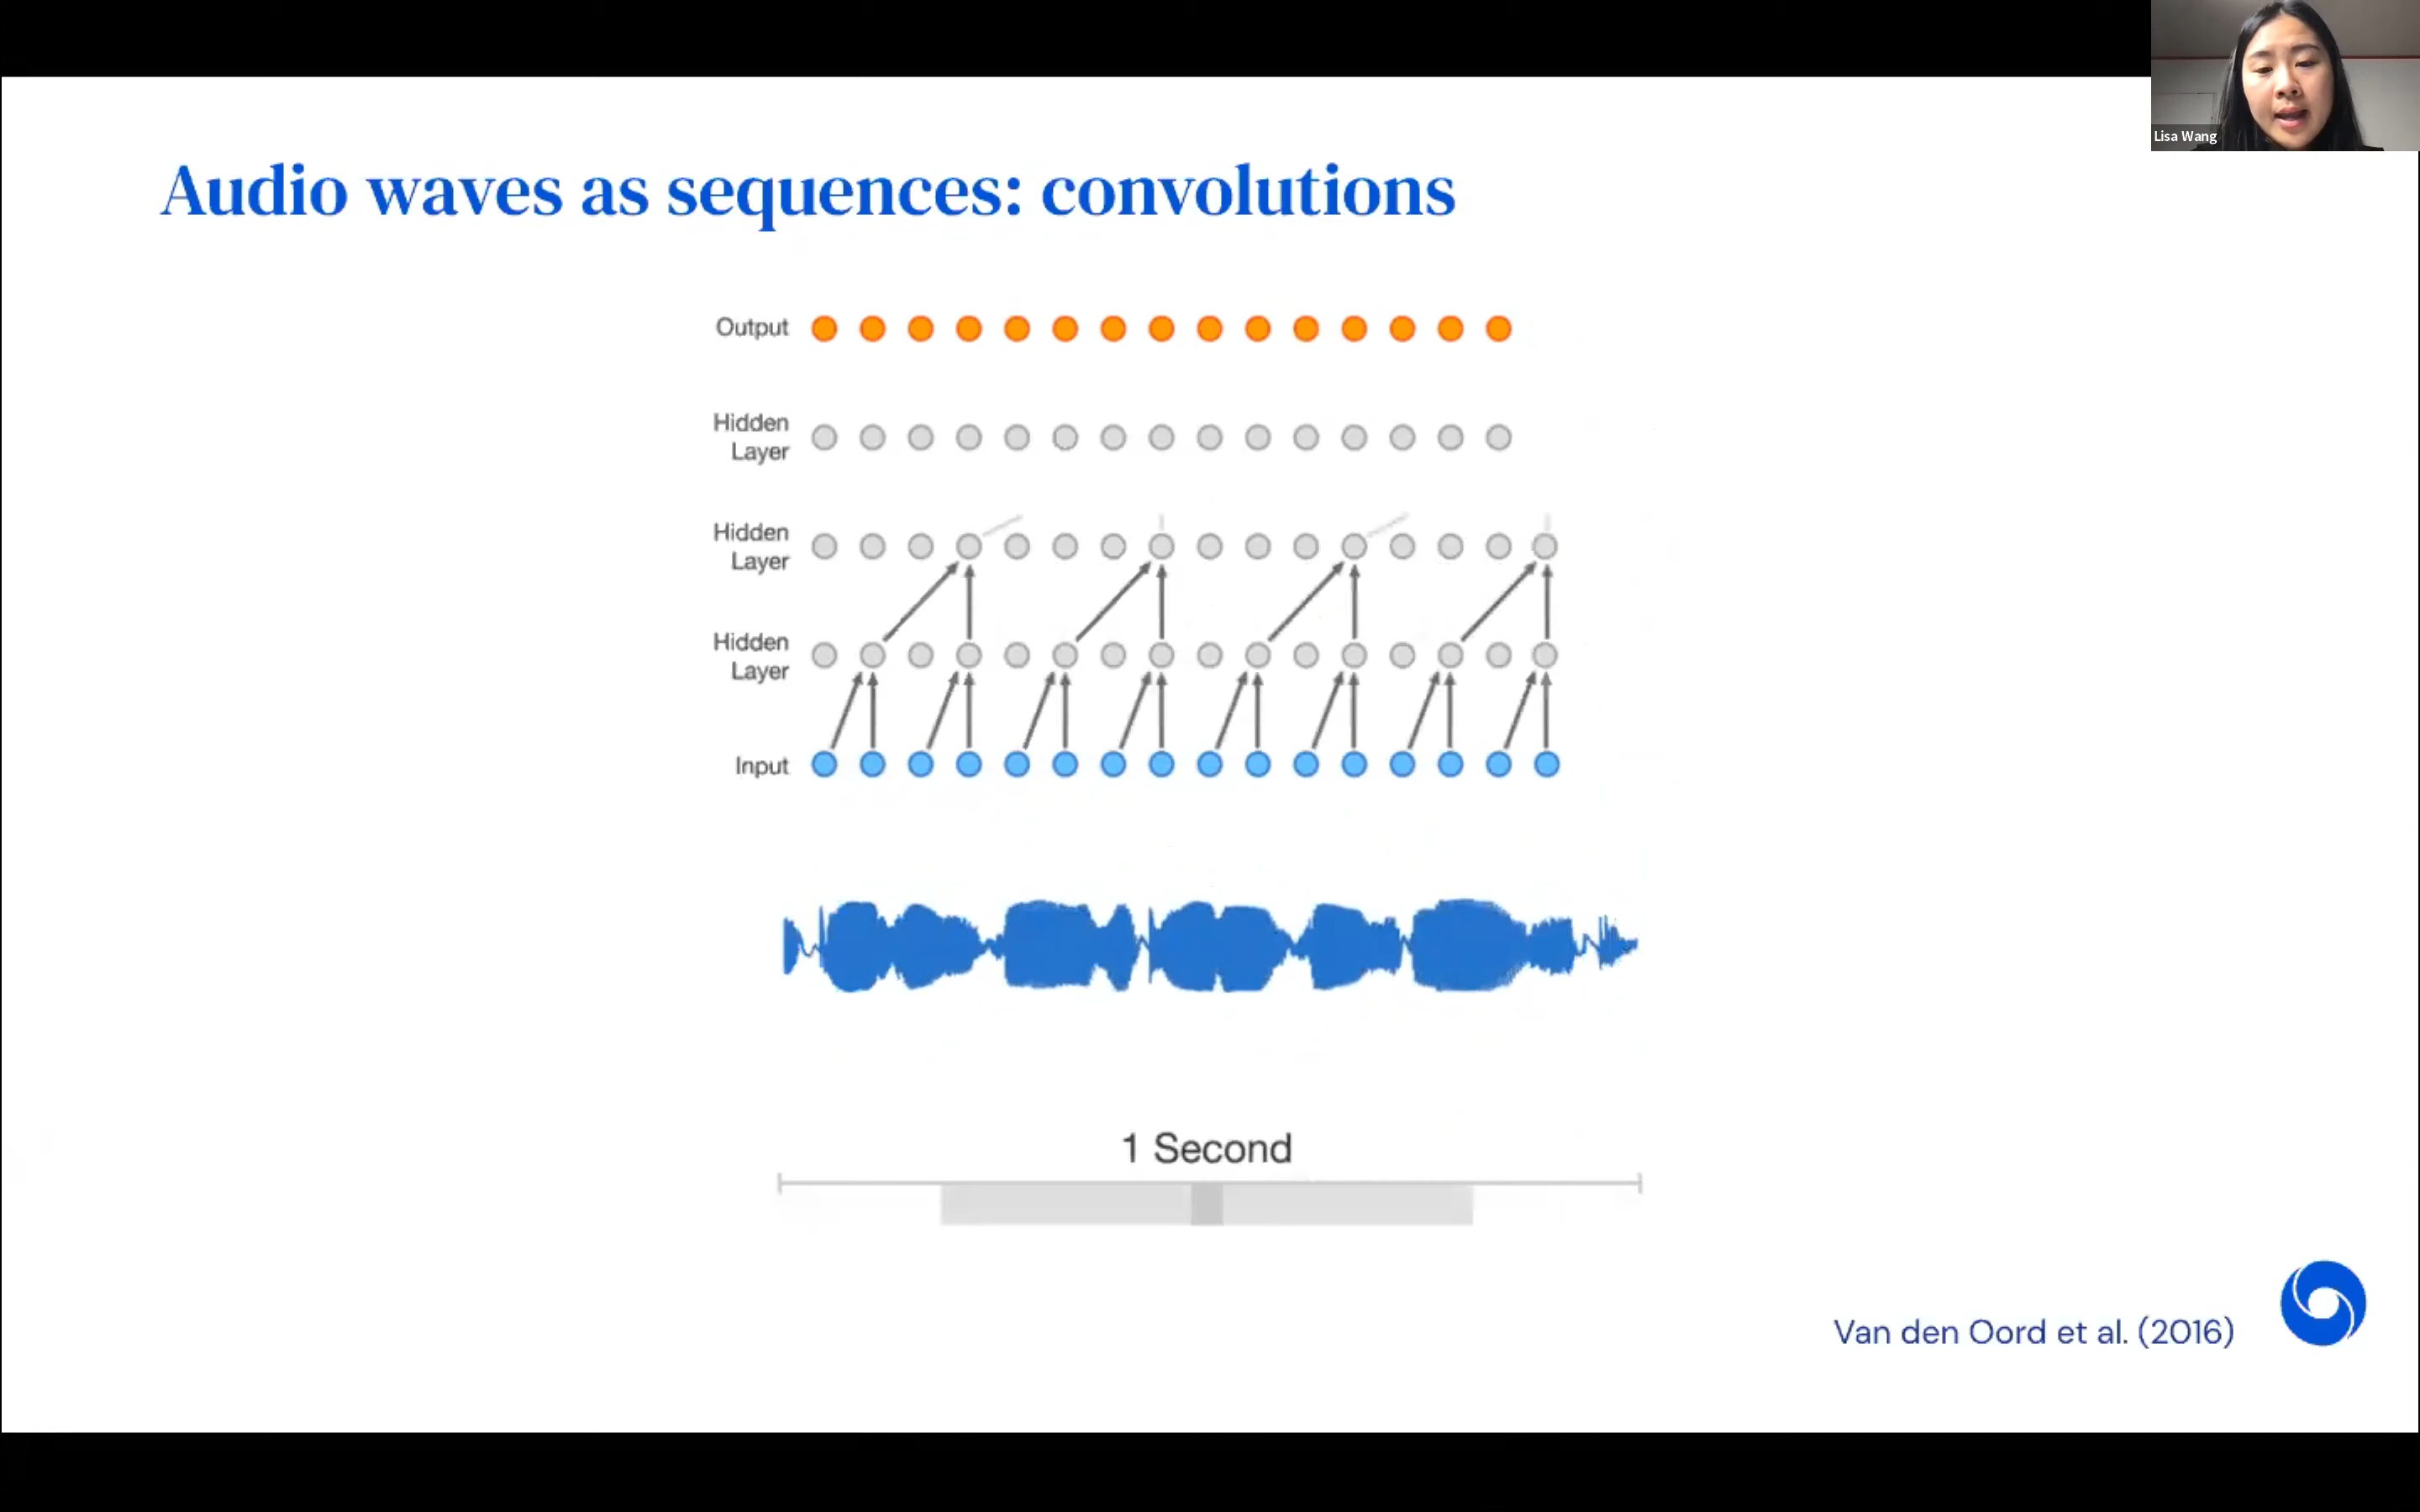 Lisa Wang
Audio waves as sequences: convolutions
Output
Hidden
Layer
Hidden
Layer
Hidden
Layer
Input
1 Second
Van den Oord et al. (2016)